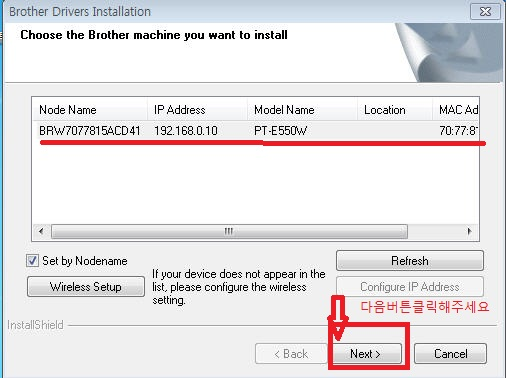 Brother Drivers Installation
Choose the Brother machine you want to install
Node Name IP Address Model Name Location MAC Ad
BRW7077815ACD41 192.168.0.10 PT-E550W 70:77:8
Set by Nodename
Refresh
Wireless Setup
If your device does not appear in the
list, please configure the wireless
setting.
Configure IP Address
다음버튼클릭해주세요
InstallShield
< Back
Next >
Cancel